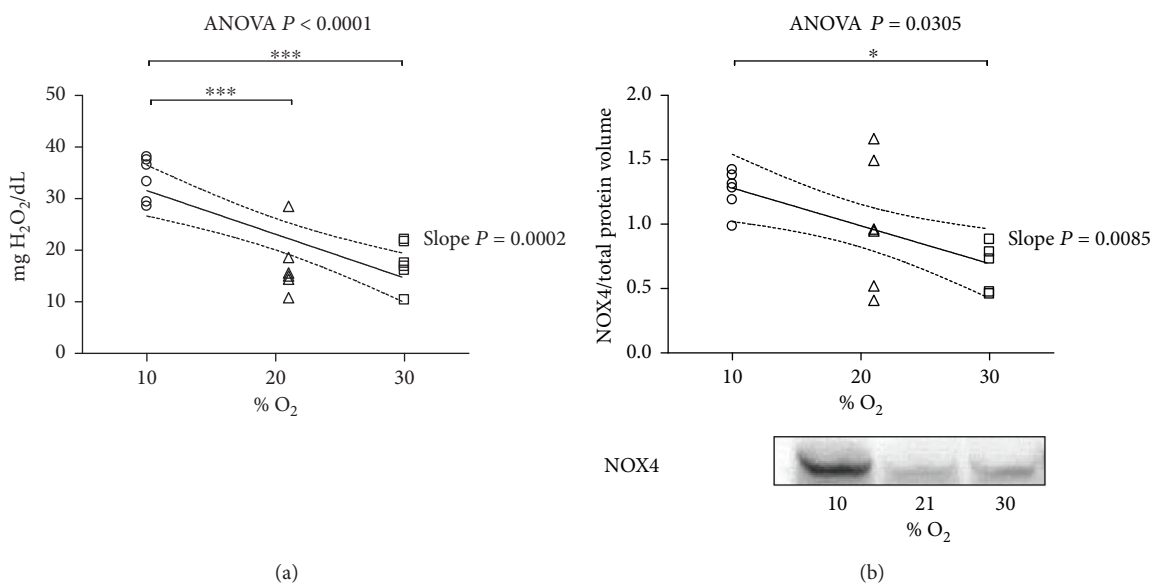 ANOVA P < 0.0001
***
***
50
40
30
20
10
0
mg H₂O₂/dL
Slope P = 0.0002
10 20 30
% O₂
(a)
ANOVA P = 0.0305
*
2.0
1.5
1.0
0.5
0.0
NOX4/total protein volume
Slope P = 0.0085
10 20 30
% O₂
NOX4
10 21 30
% O₂
(b)